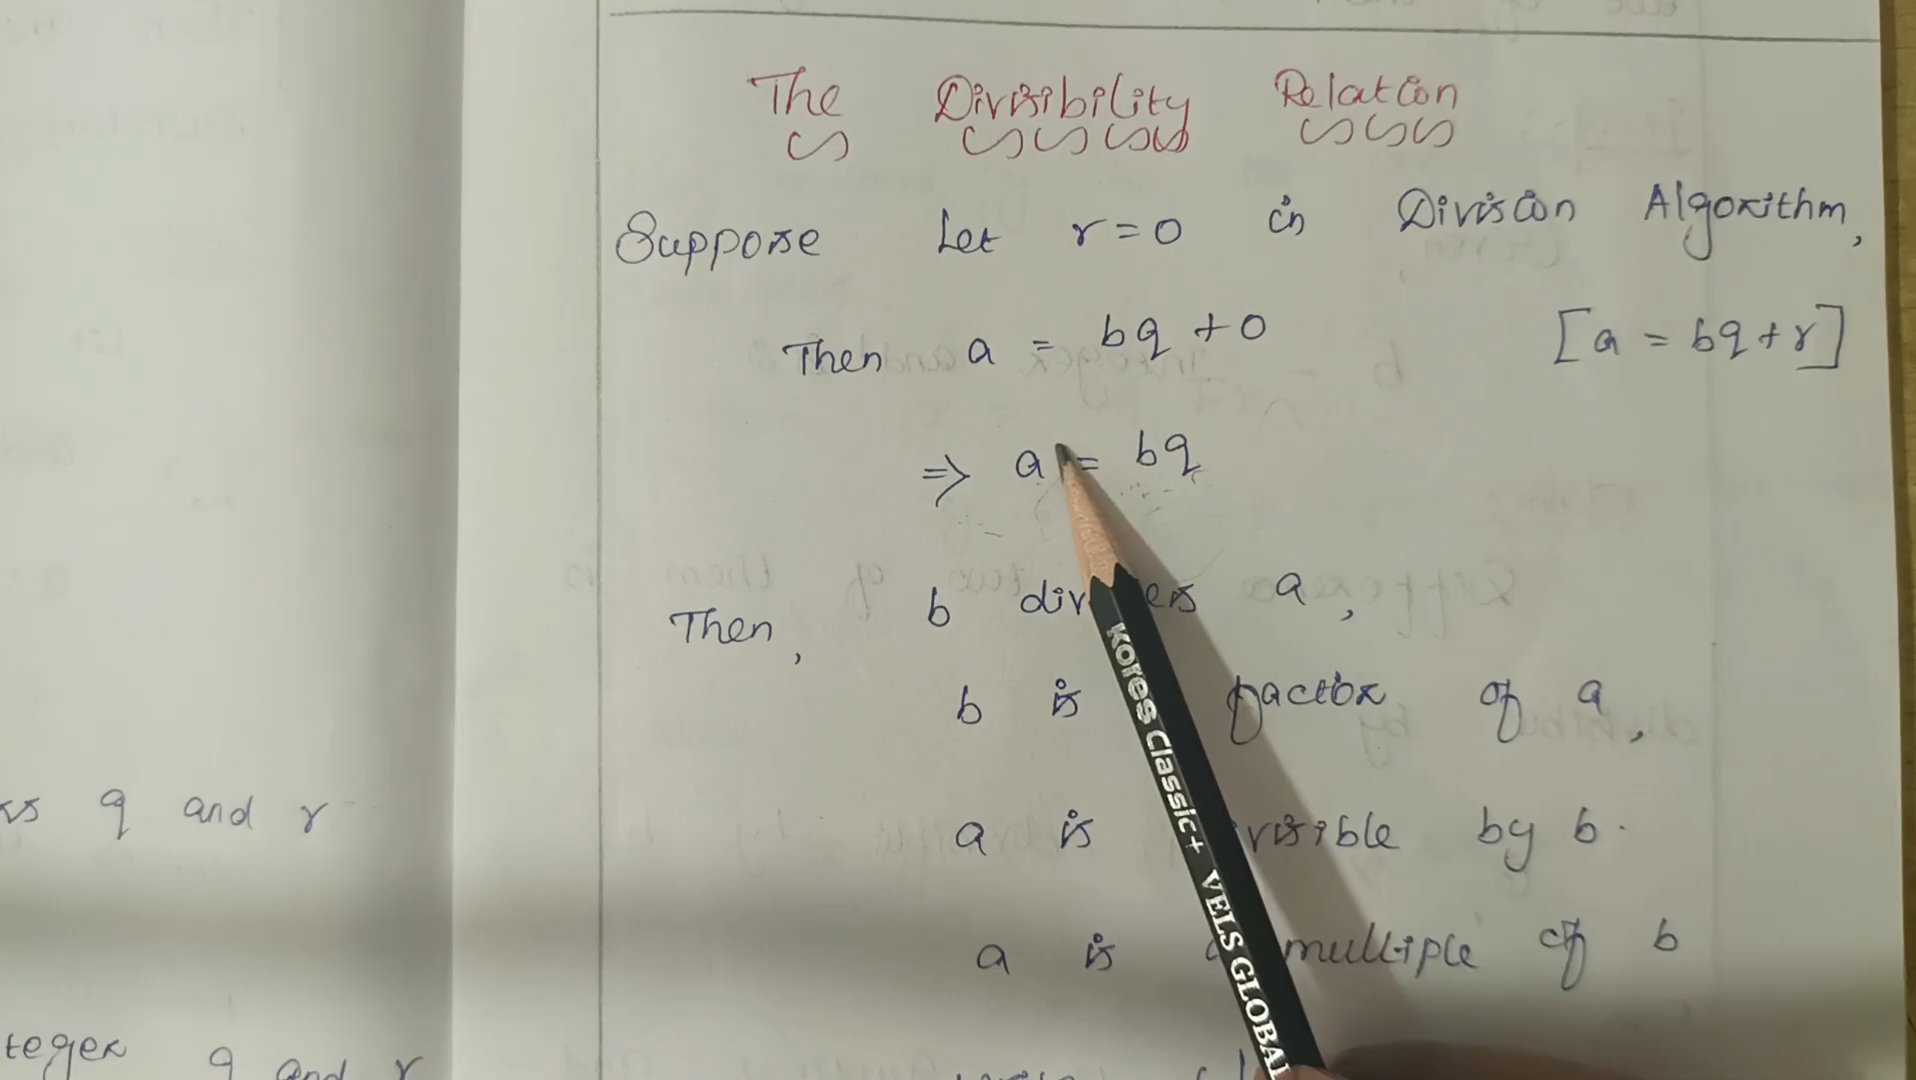 The Divisibility Relation
Suppose Let r = 0 in Division Algorithm,
Then a = bq + 0 [a = bq + r]
⇒ a = bq
Then, b divides a,
b is factor of a,
a is divisible by b.
a is a multiple of b
q and r
q and r
Kores Classic+ VELS GLOBAL